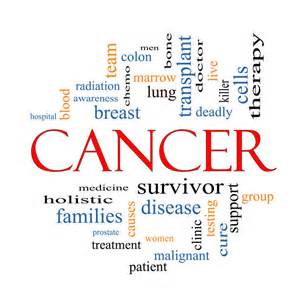 men
bone
transplant
doctor
live
killer
cells
therapy
team
colon
marrow
chemo
radiation
awareness
lung
blood
hospital
breast
deadly
CANCER
medicine
survivor
holistic
group
families
causes
disease
testing
support
prostate
women
clinic
cure
treatment
malignant
patient